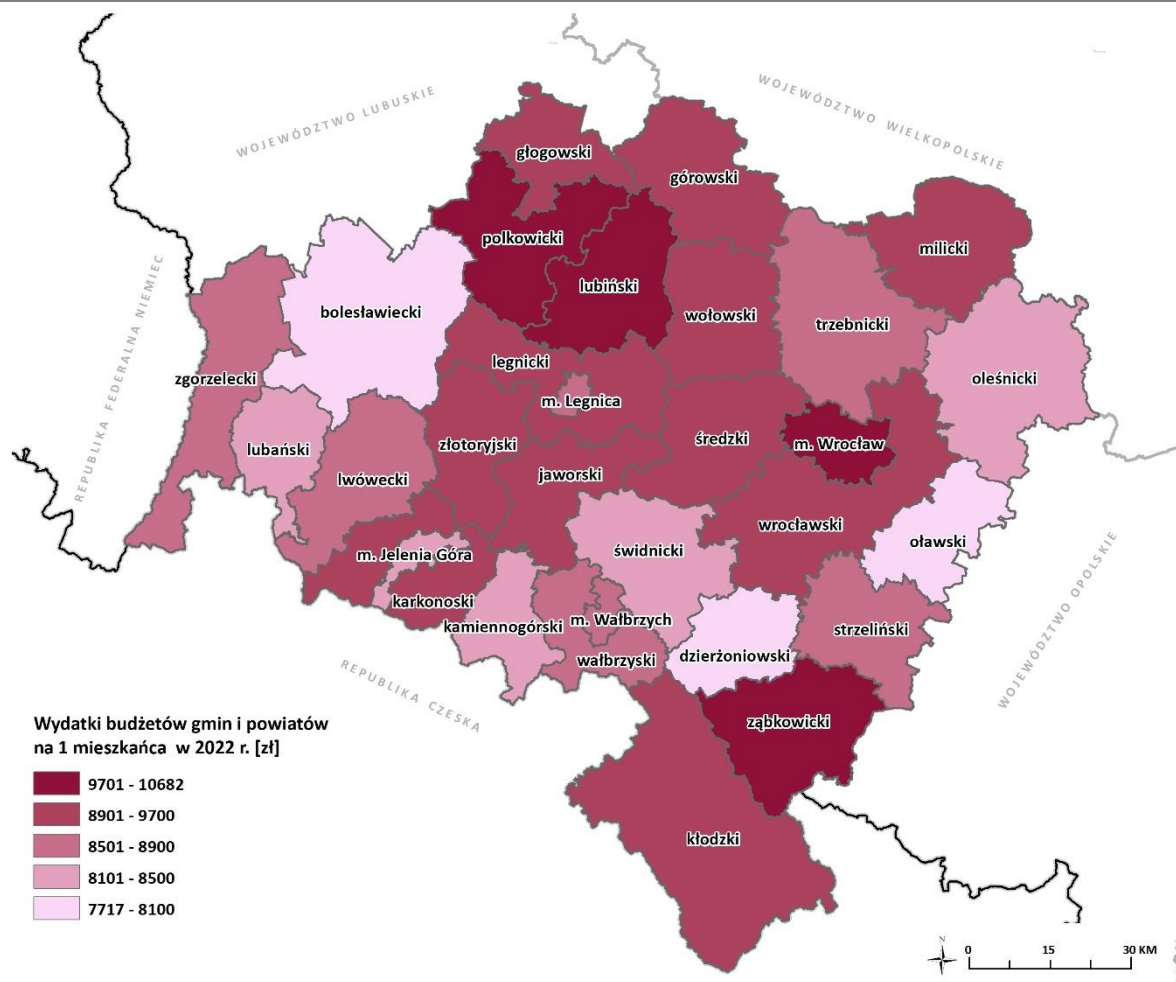 WOJEWÓDZTWO LUBUSKIE
WOJEWÓDZTWO WIELKOPOLSKIE
głogowski
górowski
polkowicki
milicki
lubiński
REPUBLIKA FEDERALNA NIEMIEC
bolesławiecki
wołowski
trzebnicki
legnicki
zgorzelecki
oleśnicki
m. Legnica
lubański
złotoryjski
średzki
m. Wrocław
lwówecki
jaworski
wrocławski
oławski
m. Jelenia Góra
świdnicki
karkonoski
kamiennogórski
m. Wałbrzych
strzeliński
WOJEWÓDZTWO OPOLSKIE
wałbrzyski
dzierżoniowski
REPUBLIKA CZESKA
ząbkowicki
kłodzki
Wydatki budżetów gmin i powiatów
na 1 mieszkańca w 2022 r. [zł]
9701 - 10682
8901 - 9700
8501 - 8900
8101 - 8500
7717 - 8100
N
0 15 30 KM